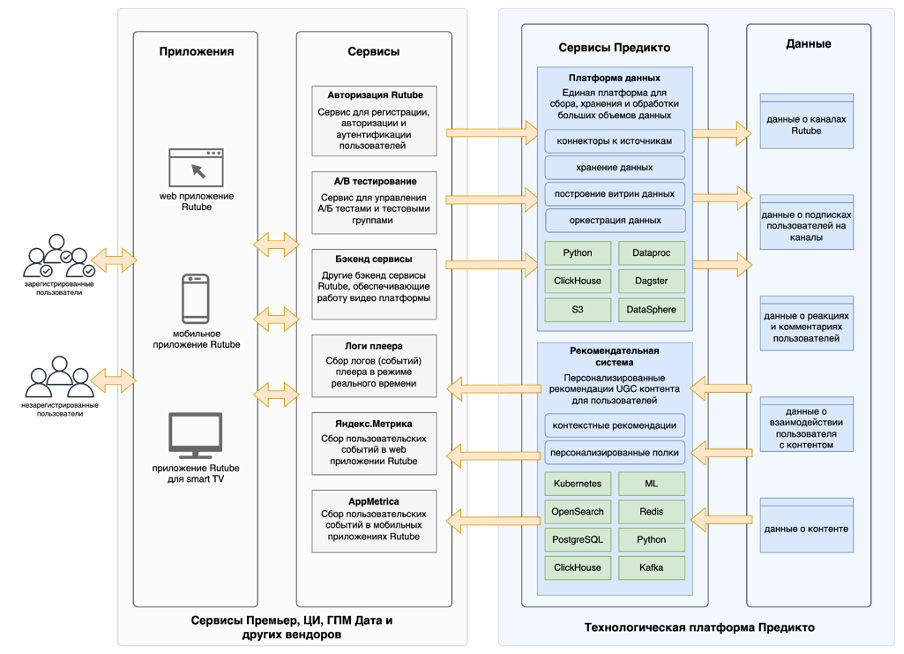 Приложения
web приложение
Rutube
мобильное
приложение Rutube
приложение Rutube
для smart TV
зарегистрированные
пользователи
незарегистрированные
пользователи
Сервисы
Авторизация Rutube
Сервис для регистрации,
авторизации и
аутентификации
пользователей
A/B тестирование
Сервис для управления
А/Б тестами и тестовыми
группами
Бэкенд сервисы
Другие бэкенд сервисы
Rutube, обеспечивающие
работу видео платформы
Логи плеера
Сбор логов (событий)
плеера в режиме
реального времени
Яндекс.Метрика
Сбор пользовательских
событий в web
приложении Rutube
AppMetrica
Сбор пользовательских
событий в мобильных
приложениях Rutube
Сервисы Премьер, ЦИ, ГПМ Дата и
других вендоров
Сервисы Предикто
Платформа данных
Единая платформа для
сбора, хранения и обработки
больших объемов данных
коннекторы к источникам
хранение данных
построение витрин данных
оркестрация данных
Python
Dataproc
ClickHouse
Dagster
S3
DataSphere
Рекомендательная
система
Персонализированные
рекомендации UGC контента
для пользователей
контекстные рекомендации
персонализированные полки
Kubernetes
ML
OpenSearch
Redis
PostgreSQL
Python
ClickHouse
Kafka
Данные
данные о каналах
Rutube
данные о подписках
пользователей на
каналы
данные о реакциях
и комментариях
пользователей
данные о
взаимодействии
пользователя
с контентом
данные о контенте
Технологическая платформа Предикто